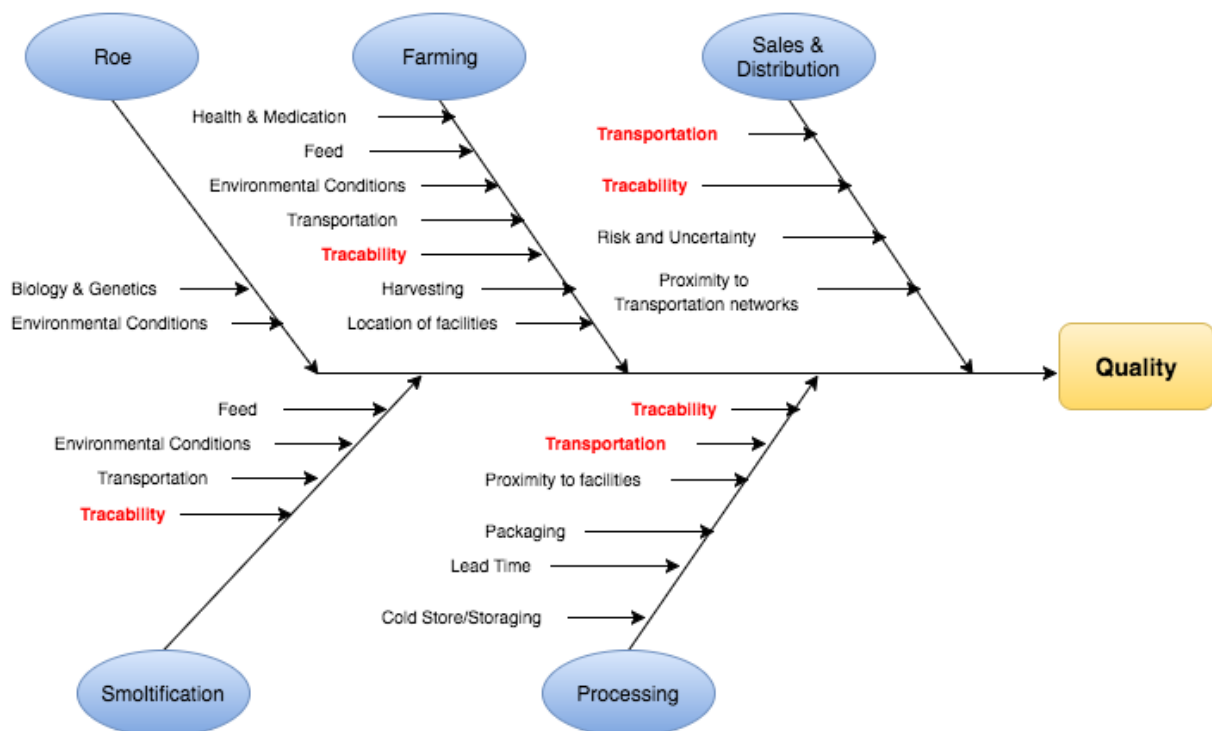 Roe
Farming
Sales &
Distribution
Health & Medication
Feed
Environmental Conditions
Transportation
Tracability
Harvesting
Location of facilities
Transportation
Tracability
Risk and Uncertainty
Proximity to
Transportation networks
Biology & Genetics
Environmental Conditions
Quality
Feed
Environmental Conditions
Transportation
Tracability
Tracability
Transportation
Proximity to facilities
Packaging
Lead Time
Cold Store/Storaging
Smoltification
Processing